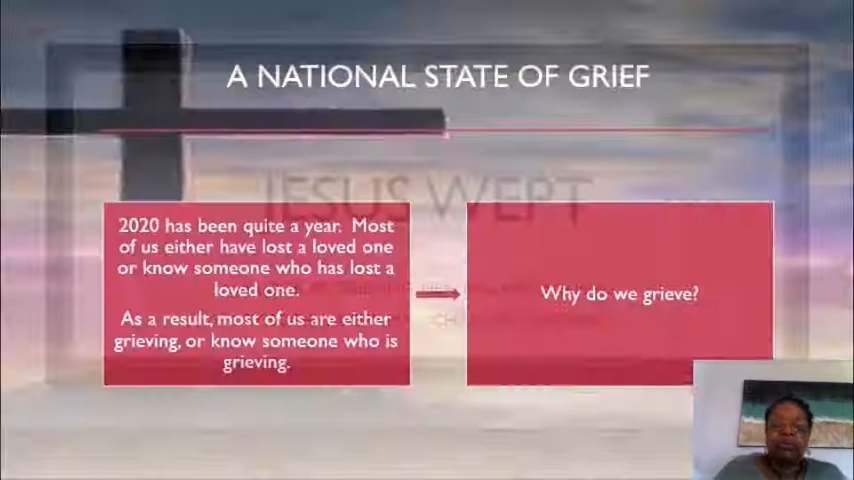 A NATIONAL STATE OF GRIEF
JESUS WEPT
2020 has been quite a year. Most
of us either have lost a loved one
or know someone who has lost a
loved one.
As a result, most of us are either
grieving, or know someone who is
grieving.
Why do we grieve?